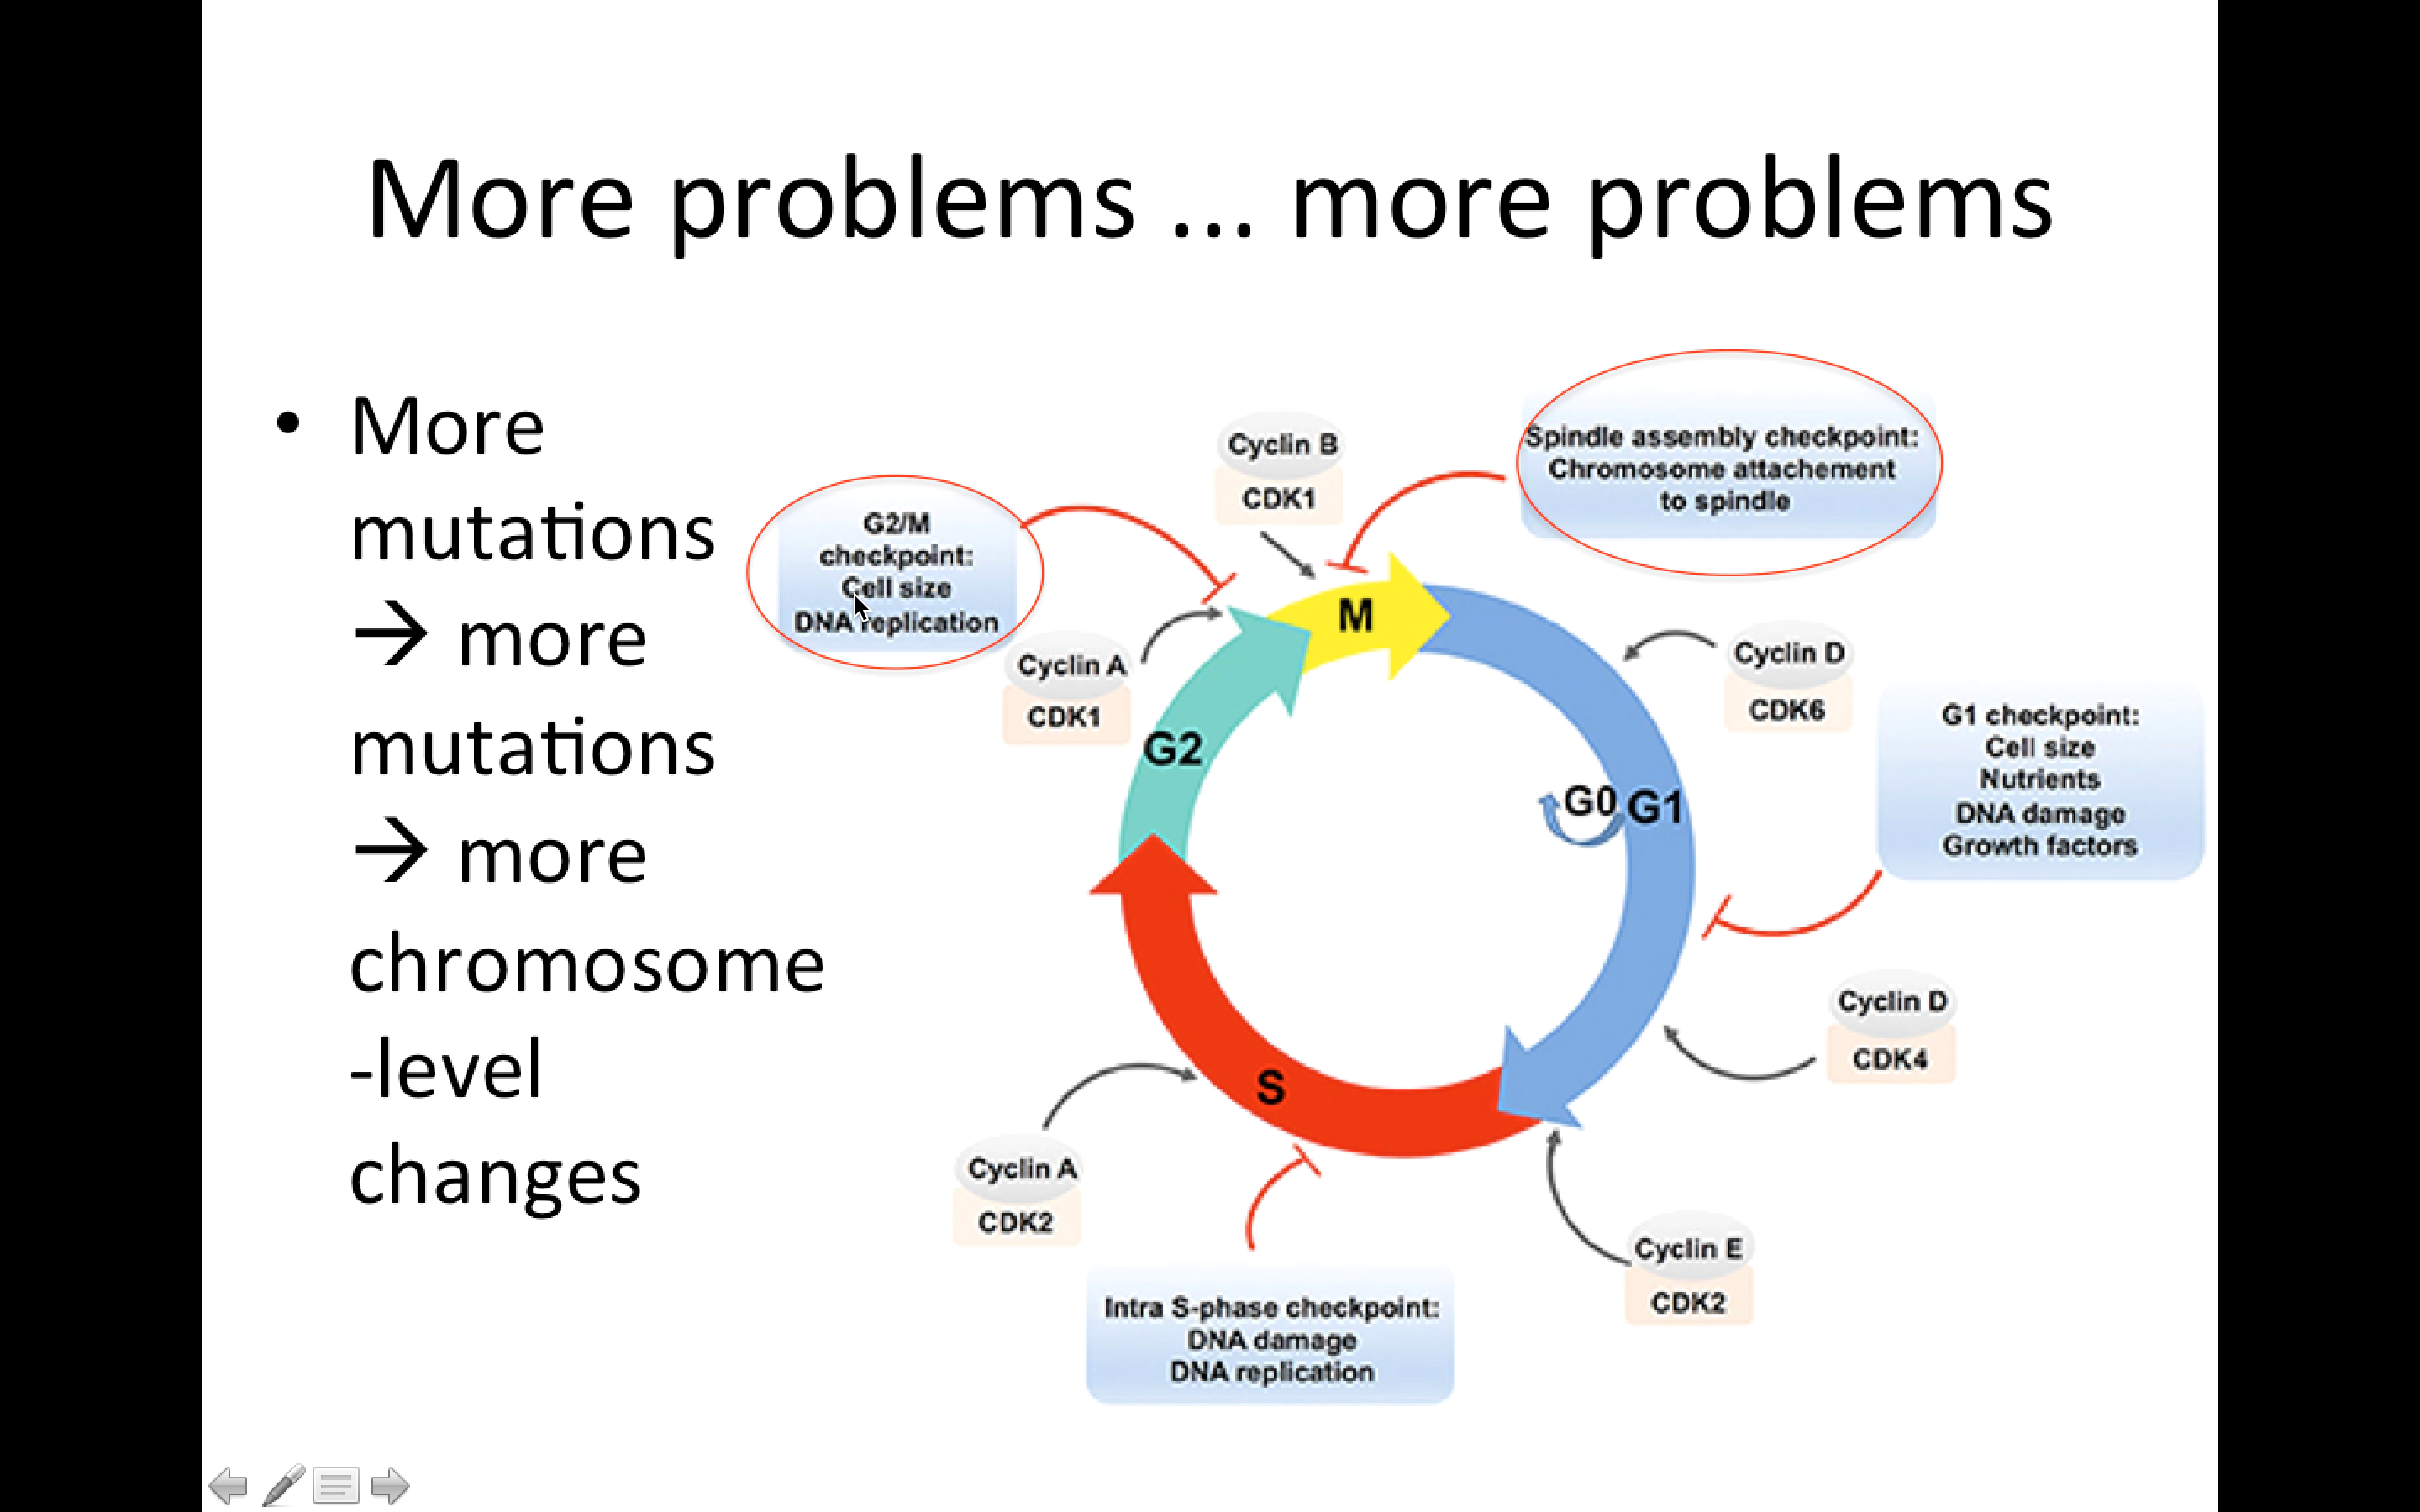 More problems ... more problems
• More
mutations
→ more
mutations
→ more
chromosome
-level
changes
Cyclin B
CDK1
Spindle assembly checkpoint:
Chromosome attachement
to spindle
G2/M
checkpoint:
Cell size
DNA replication
Cyclin A
CDK1
M
Cyclin D
CDK6
G2
G0
G1
G1 checkpoint:
Cell size
Nutrients
DNA damage
Growth factors
Cyclin D
CDK4
S
Cyclin A
CDK2
Cyclin E
CDK2
Intra S-phase checkpoint:
DNA damage
DNA replication